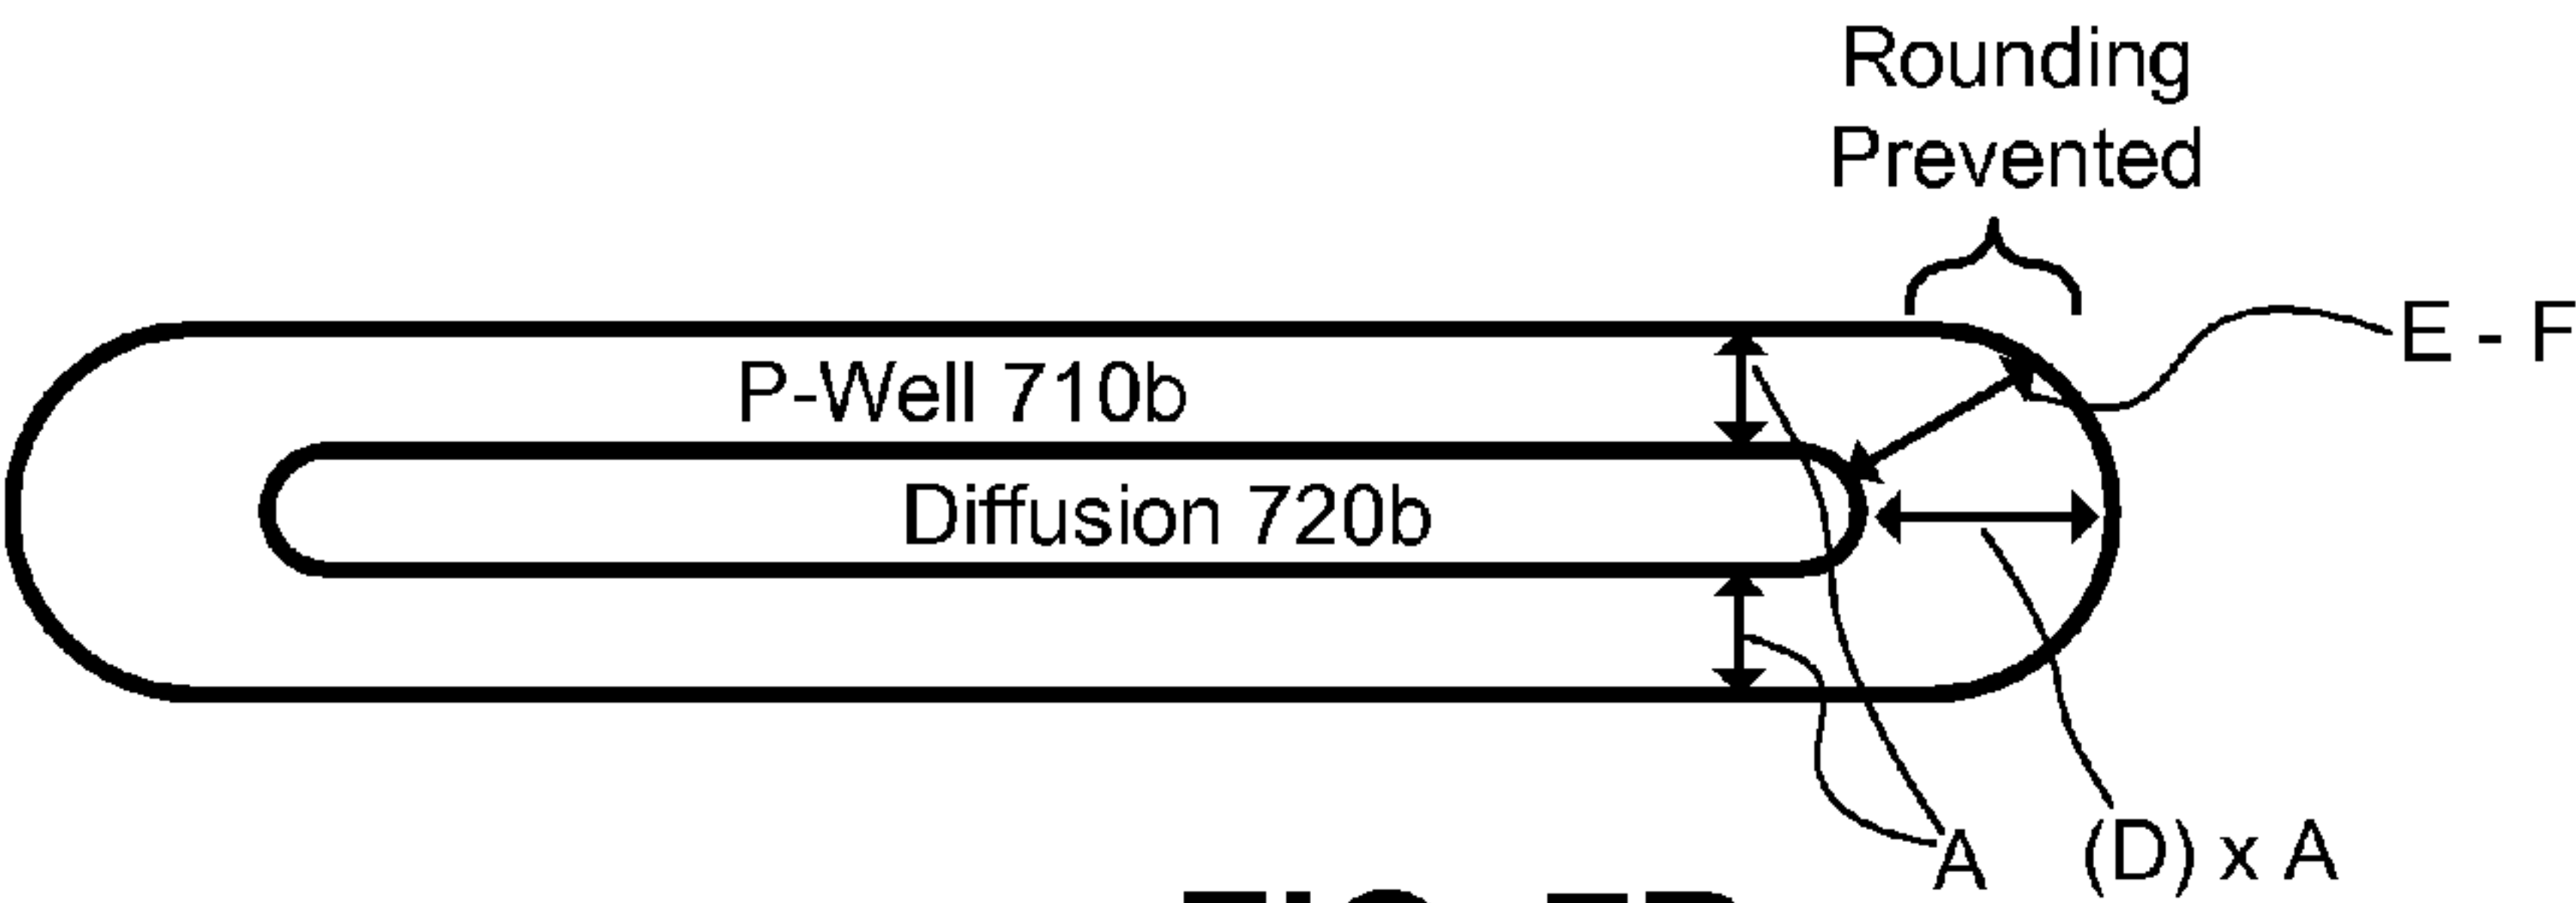 Rounding
Prevented
E - F
P-Well 710b
Diffusion 720b
A
(D) x A